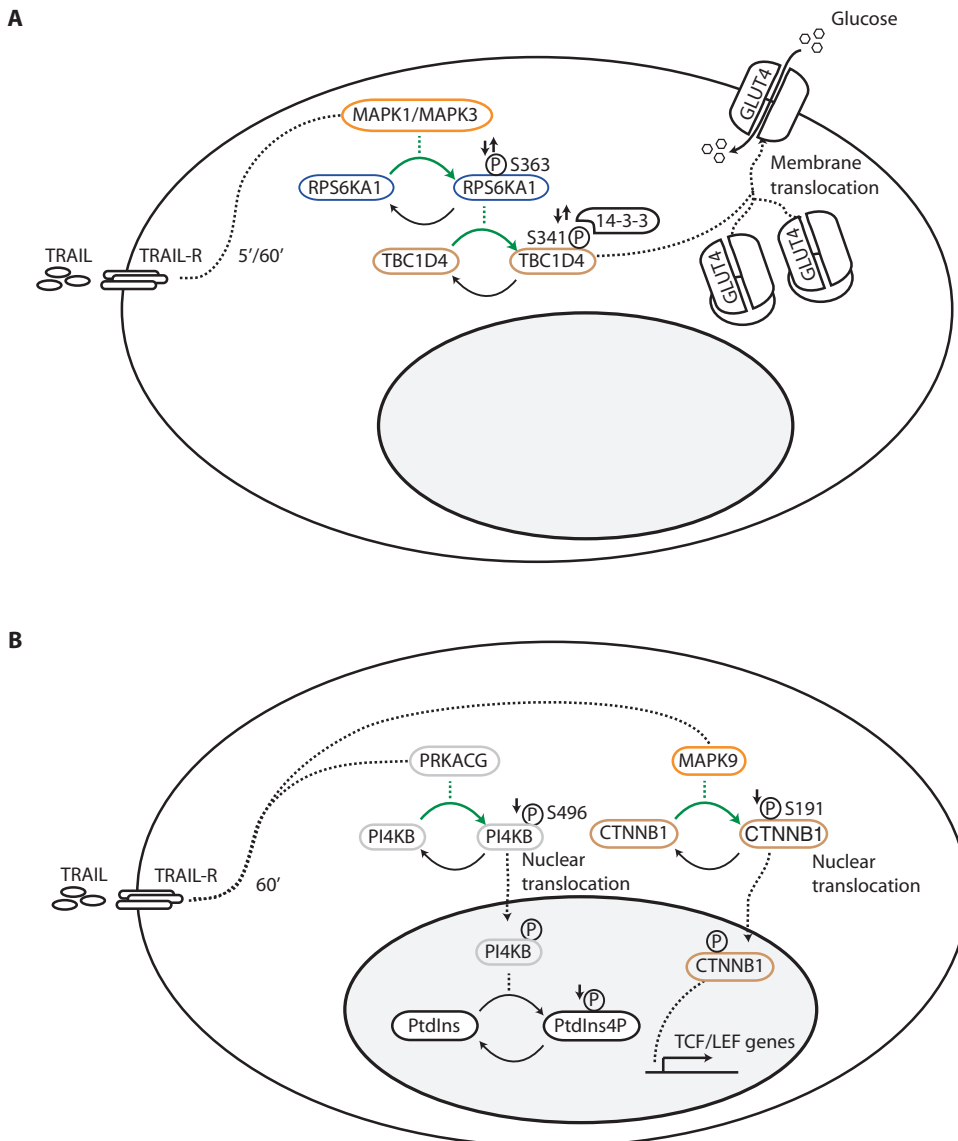 A
Glucose
GLUT4
MAPK1/MAPK3
P S363
RPS6KA1
RPS6KA1
Membrane
translocation
14-3-3
S341 P
TRAIL
TRAIL-R
5′/60′
TBC1D4
TBC1D4
GLUT4
GLUT4
B
PRKACG
MAPK9
P S496
P S191
PI4KB
PI4KB
CTNNB1
CTNNB1
Nuclear
translocation
Nuclear
translocation
TRAIL
TRAIL-R
60′
P
PI4KB
P
CTNNB1
P
PtdIns
PtdIns4P
TCF/LEF genes